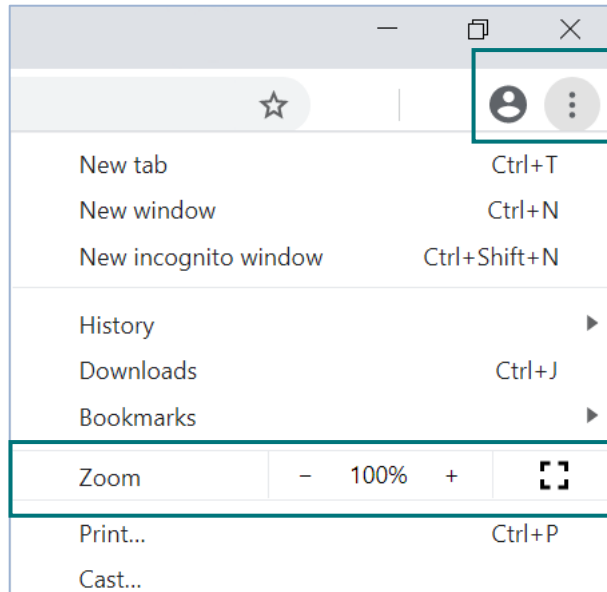 New tab Ctrl+T
New window Ctrl+N
New incognito window Ctrl+Shift+N
History
Downloads Ctrl+J
Bookmarks
Zoom − 100% +
Print... Ctrl+P
Cast...